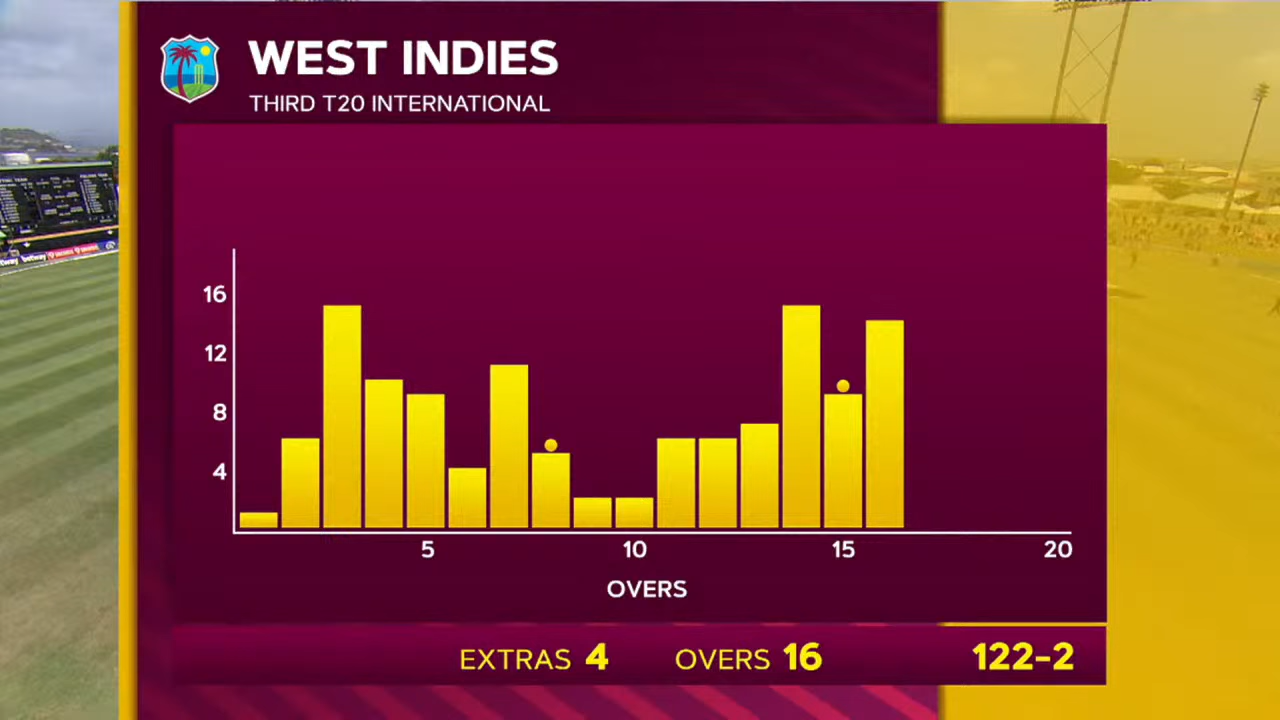 WEST INDIES
THIRD T20 INTERNATIONAL
16
12
8
4
5 10 15 20
OVERS
EXTRAS 4 OVERS 16 122-2